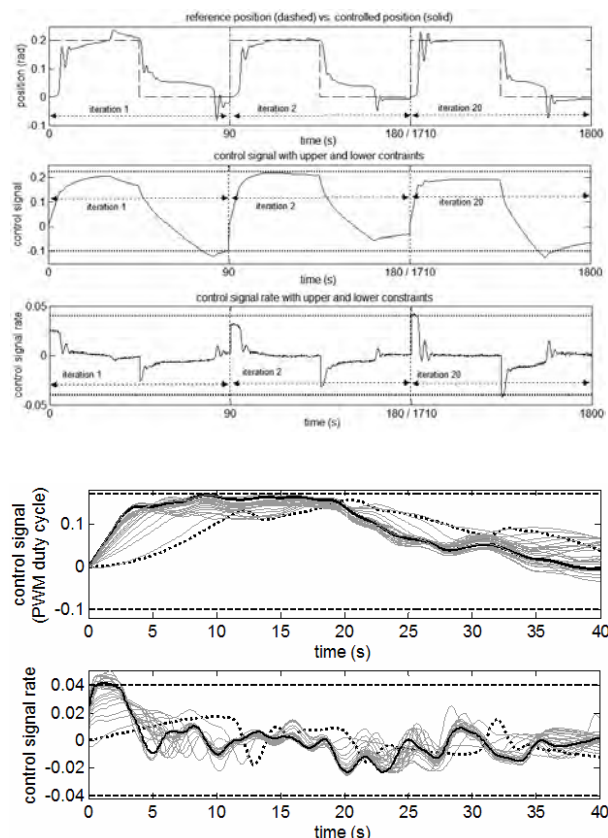 reference position (dashed) vs. controlled position (solid)
position (rad)
0.2
0.1
0
-0.1
iteration 1
iteration 2
iteration 20
0
90
180 / 1710
1800
time (s)
control signal with upper and lower contraints
control signal
0.2
0.1
0
-0.1
iteration 1
iteration 2
iteration 20
0
90
180 / 1710
1800
time (s)
control signal rate with upper and lower constraints
control signal rate
0.05
0
-0.05
iteration 1
iteration 2
iteration 20
0
90
180 / 1710
1800
time (s)
control signal
(PWM duty cycle)
0.1
0
-0.1
0 5 10 15 20 25 30 35 40
time (s)
control signal rate
0.04
0.02
0
-0.02
-0.04
0 5 10 15 20 25 30 35 40
time (s)